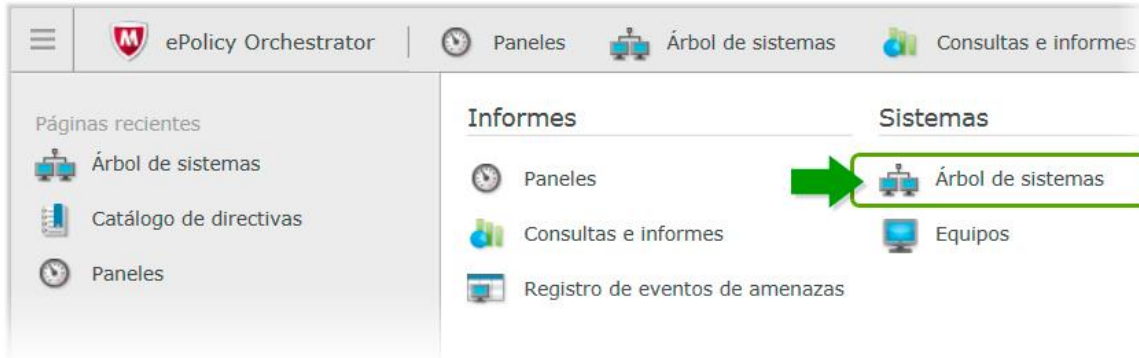 ePolicy Orchestrator Paneles Árbol de sistemas Consultas e informes
Páginas recientes
Árbol de sistemas
Catálogo de directivas
Paneles
Informes
Paneles
Consultas e informes
Registro de eventos de amenazas
Sistemas
Árbol de sistemas
Equipos